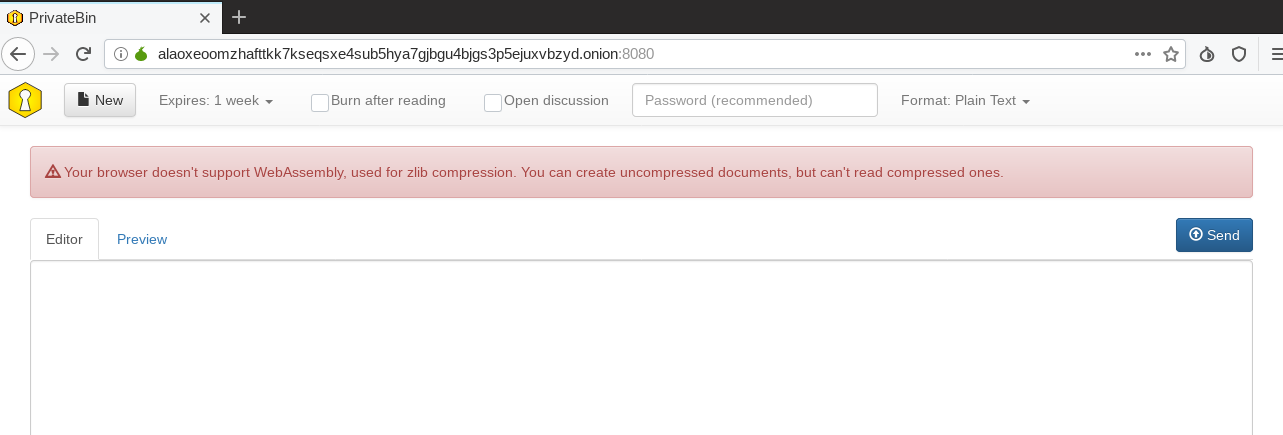 PrivateBin
alaoxeoomzhafttkk7kseqsxe4sub5hya7gjbgu4bjgs3p5ejuxvbzyd.onion:8080
New Expires: 1 week Burn after reading Open discussion Password (recommended) Format: Plain Text
Your browser doesn't support WebAssembly, used for zlib compression. You can create uncompressed documents, but can't read compressed ones.
Editor Preview Send